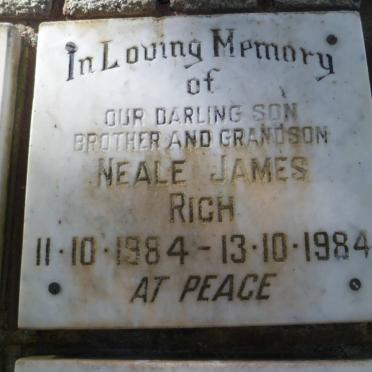 In Loving Memory
of
OUR DARLING SON
BROTHER AND GRANDSON
NEALE JAMES
RICH
11·10·1984 - 13·10·1984
AT PEACE